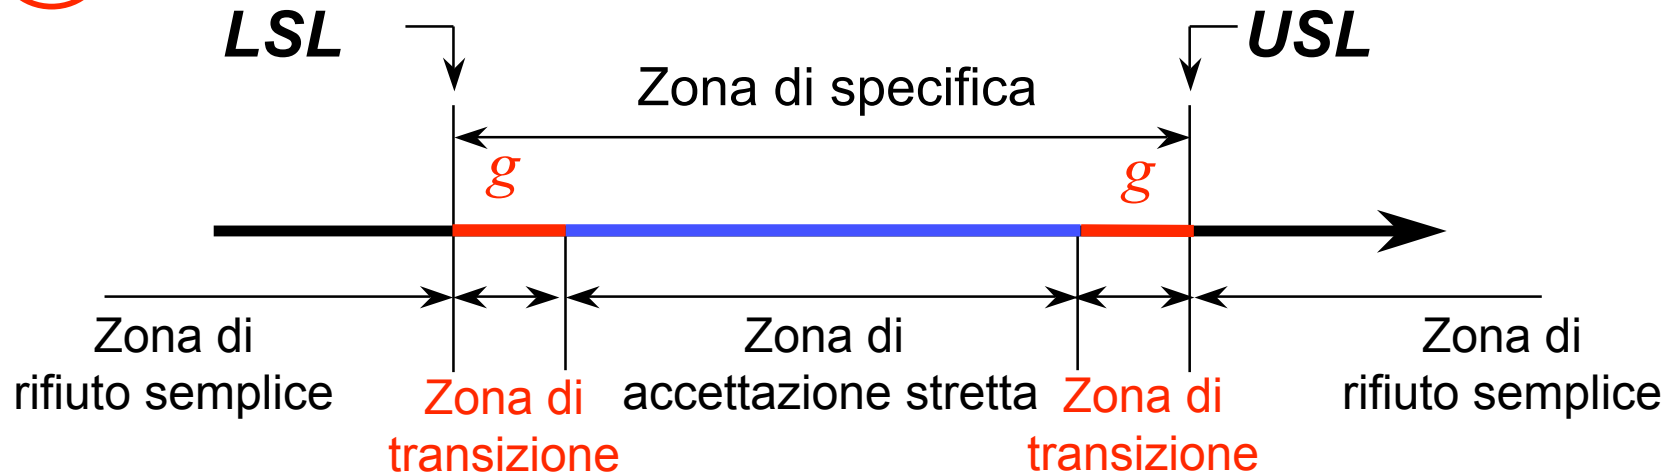 LSL
USL
Zona di specifica
g
g
Zona di
rifiuto semplice
Zona di
transizione
Zona di
accettazione stretta
Zona di
transizione
Zona di
rifiuto semplice